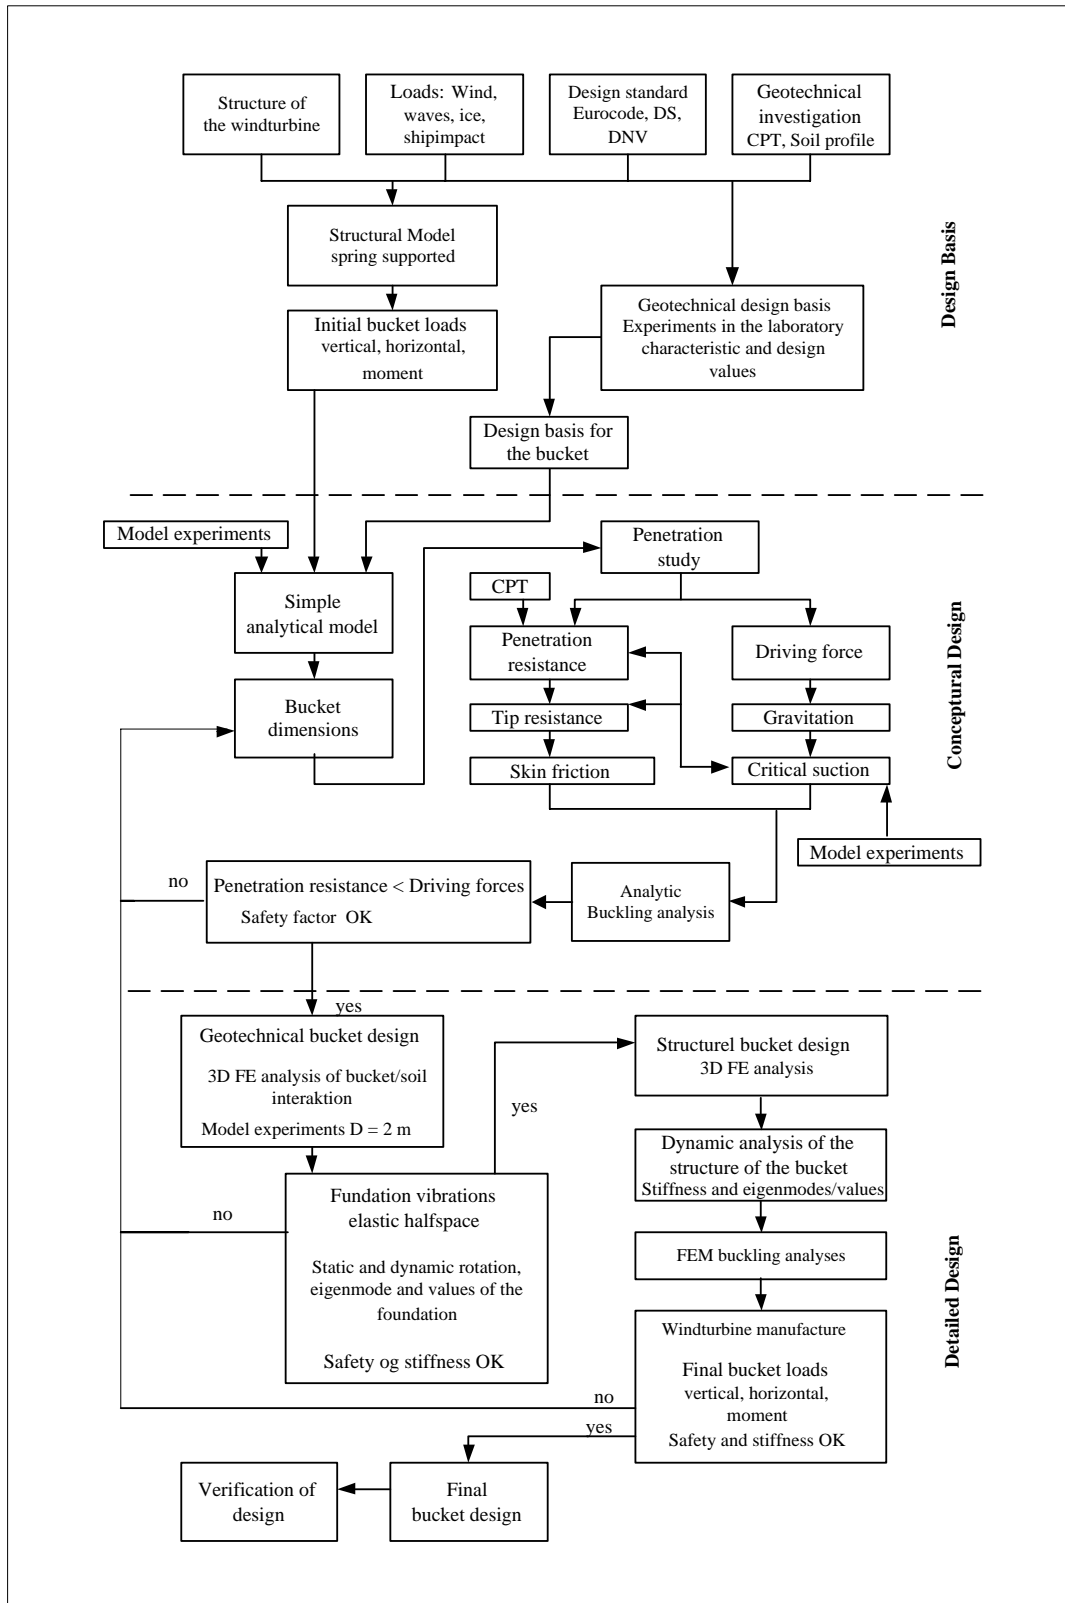 Structure of
the windturbine
Loads: Wind,
waves, ice,
shipimpact
Design standard
Eurocode, DS,
DNV
Geotechnical
investigation
CPT, Soil profile
Structural Model
spring supported
Design Basis
Initial bucket loads
vertical, horizontal,
moment
Geotechnical design basis
Experiments in the laboratory
characteristic and design
values
Design basis for
the bucket
Model experiments
Penetration
study
Simple
analytical model
CPT
Penetration
resistance
Driving force
Conceptural Design
Bucket
dimensions
Tip resistance
Gravitation
Skin friction
Critical suction
Model experiments
no
Penetration resistance < Driving forces
Safety factor OK
Analytic
Buckling analysis
yes
Geotechnical bucket design
3D FE analysis of bucket/soil
interaktion
Model experiments D = 2 m
yes
Structurel bucket design
3D FE analysis
Dynamic analysis of the
structure of the bucket
Stiffness and eigenmodes/values
no
Fundation vibrations
elastic halfspace
Static and dynamic rotation,
eigenmode and values of the
foundation
Safety og stiffness OK
FEM buckling analyses
Detailed Design
Windturbine manufacture
Final bucket loads
vertical, horizontal,
moment
Safety and stiffness OK
no
yes
Verification of
design
Final
bucket design